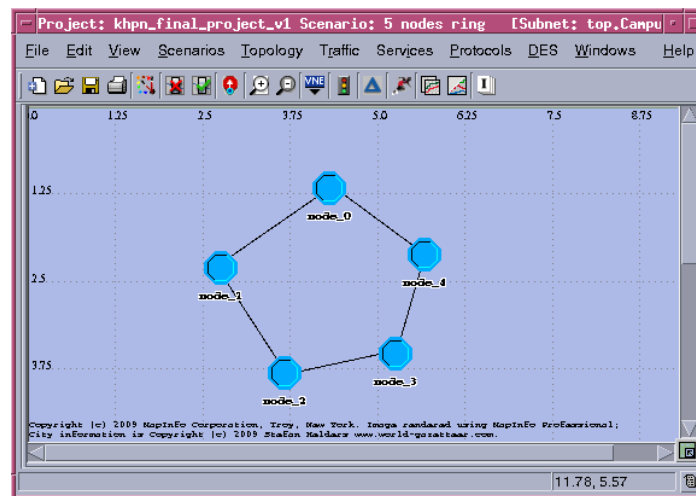 Project: khpn_final_project_v1 Scenario: 5 nodes ring [Subnet: top.Campu
File Edit View Scenarios Topology Traffic Services Protocols DES Windows Help
VNE
.0 1.25 2.5 3.75 5.0 6.25 7.5 8.75
1.25
node_0
2.5
node_1
node_4
3.75
node_3
node_2
Copyright (c) 2009 MapInfo Corporation, Troy, New York. Image rendered using MapInfo Professional;
City information is Copyright (c) 2009 Stefan Helders www.world-gazetteer.com.
11.78, 5.57